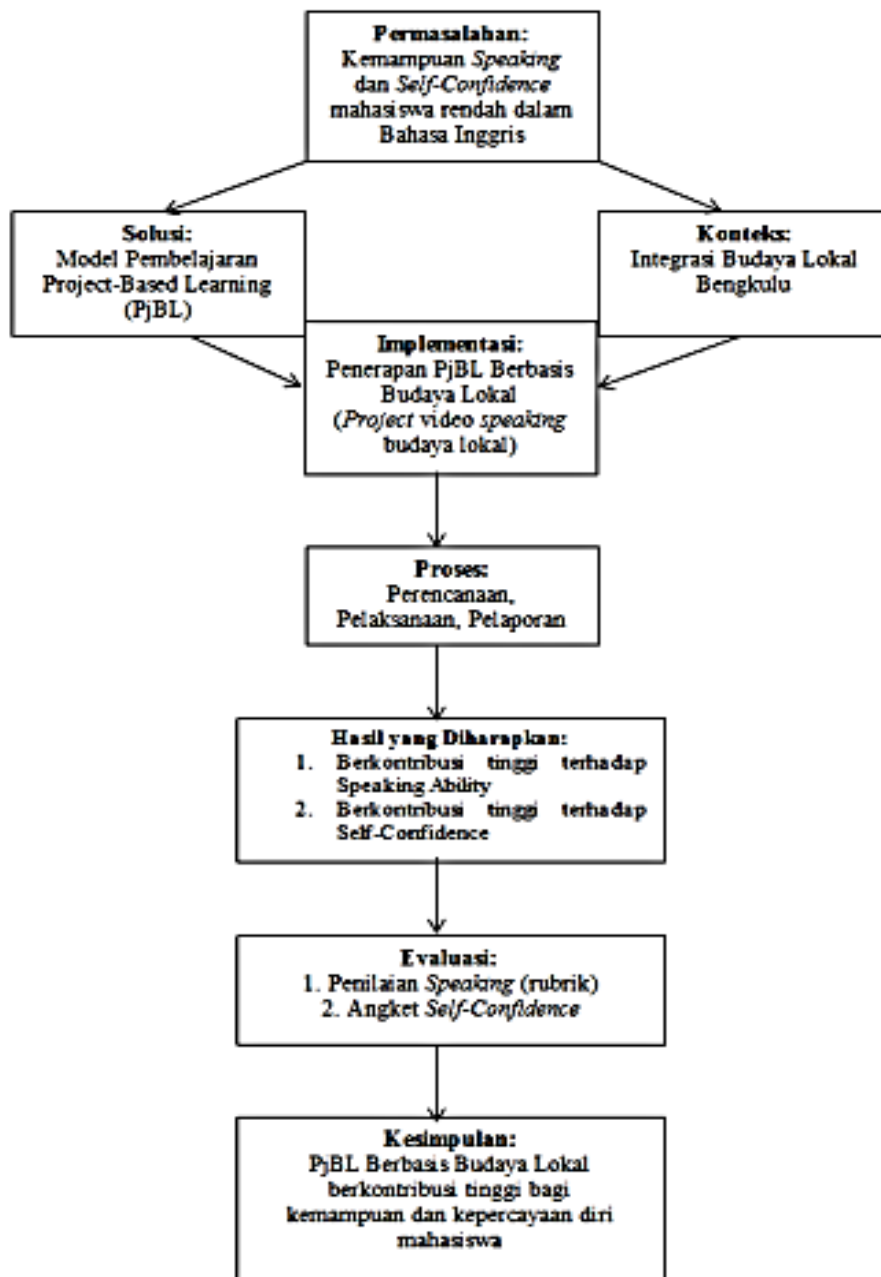 Permasalahan:
Kemampuan Speaking
dan Self-Confidence
mahasiswa rendah dalam
Bahasa Inggris
Solusi:
Model Pembelajaran
Project-Based Learning
(PjBL)
Konteks:
Integrasi Budaya Lokal
Bengkulu
Implementasi:
Penerapan PjBL Berbasis
Budaya Lokal
(Project video speaking
budaya lokal)
Proses:
Perencanaan,
Pelaksanaan, Pelaporan
Hasil yang Diharapkan:
1. Berkontribusi tinggi terhadap
Speaking Ability
2. Berkontribusi tinggi terhadap
Self-Confidence
Evaluasi:
1. Penilaian Speaking (rubrik)
2. Angket Self-Confidence
Kesimpulan:
PjBL Berbasis Budaya Lokal
berkontribusi tinggi bagi
kemampuan dan kepercayaan diri
mahasiswa